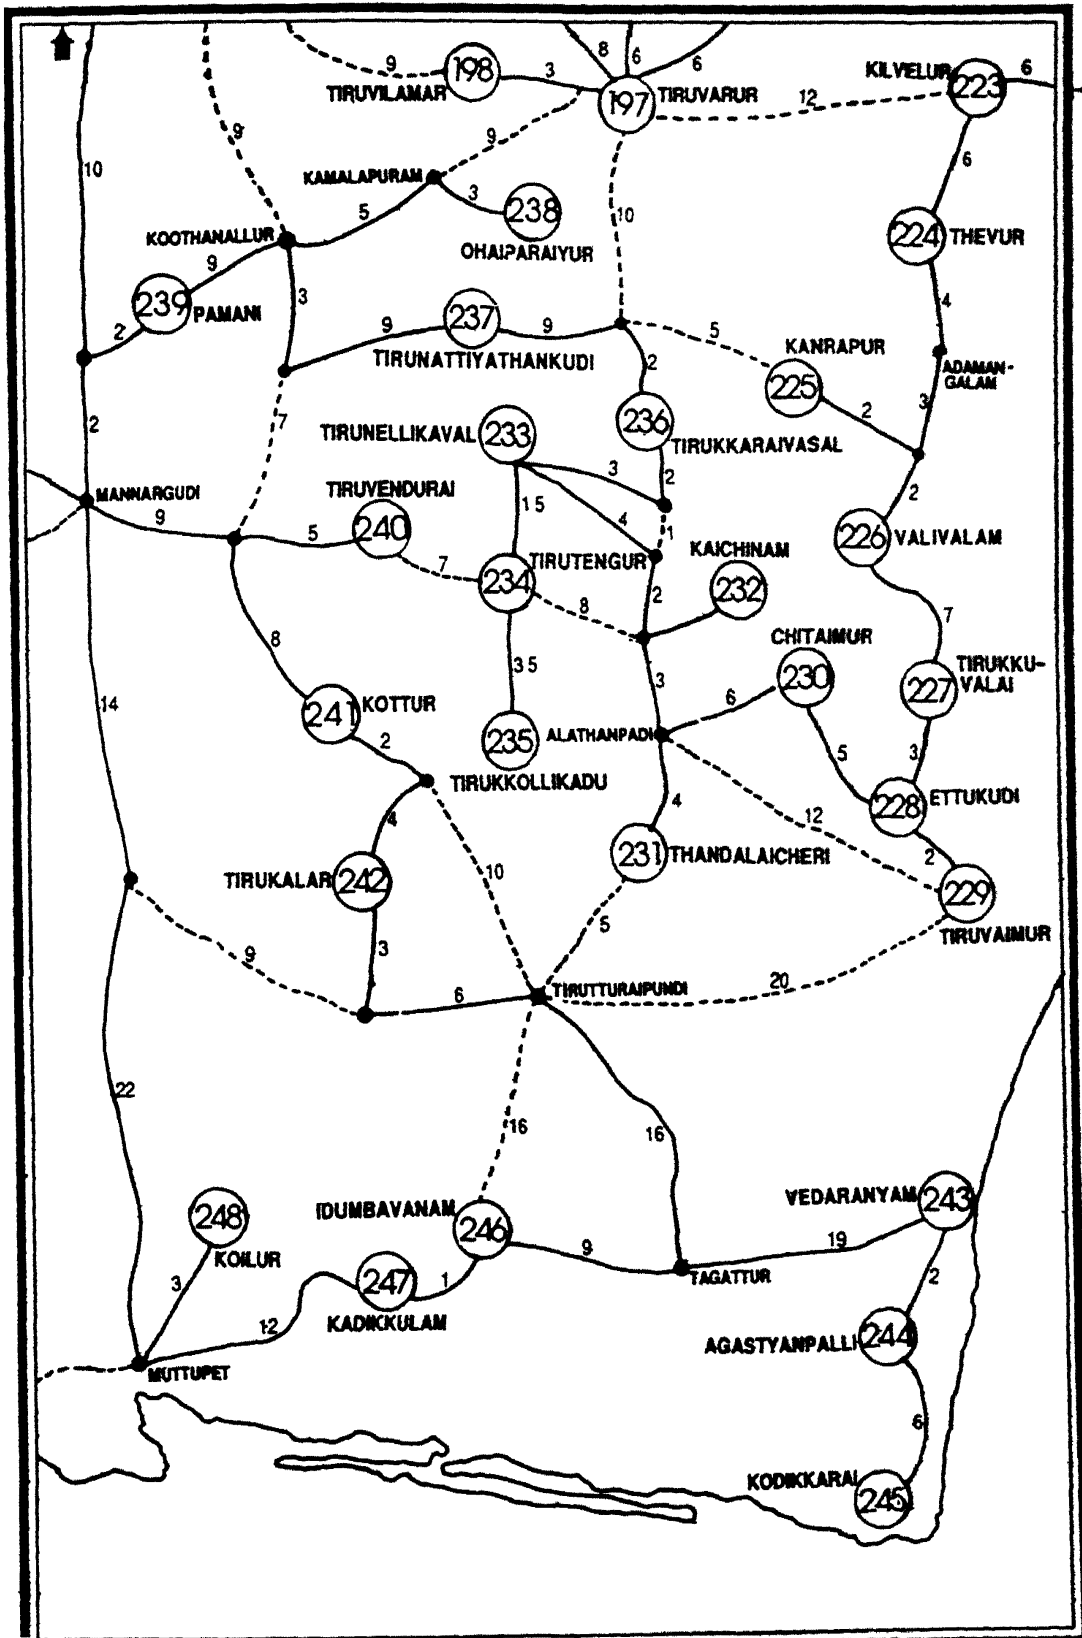 8
6
6
9
198
3
TIRUVILAMAR
197
TIRUVARUR
12
KILVELUR
223
6
9
10
9
6
KAMALAPURAM
3
238
OHAIPARAIYUR
5
10
224
THEVUR
KOOTHANALLUR
9
239
PAMANI
2
3
4
9
237
9
TIRUNATTIYATHANKUDI
5
KANRAPUR
225
2
ADAMAN-
GALAM
3
2
2
7
TIRUNELLIKAVAL
233
236
TIRUKKARAIVASAL
3
2
2
MANNARGUDI
9
TIRUVENDURAI
240
5
15
4
1
226
VALIVALAM
7
TIRUTENGUR
234
KAICHINAM
232
2
8
7
8
CHITAIMUR
230
TIRUKKU-
VALAI
227
35
3
6
14
241
KOTTUR
2
235
TIRUKKOLLIKADU
ALATHANPADI
5
3
228
ETTUKUDI
4
12
2
4
231
THANDALAICHERI
10
TIRUKALAR
242
229
TIRUVAIMUR
5
3
9
20
6
TIRUTTURAIPUNDI
22
16
16
248
KOILUR
IDUMBAVANAM
246
VEDARANYAM
243
9
19
TAGATTUR
3
247
1
KADIKKULAM
12
2
AGASTYANPALLI
244
MUTTUPET
6
KODIKKARAI
245